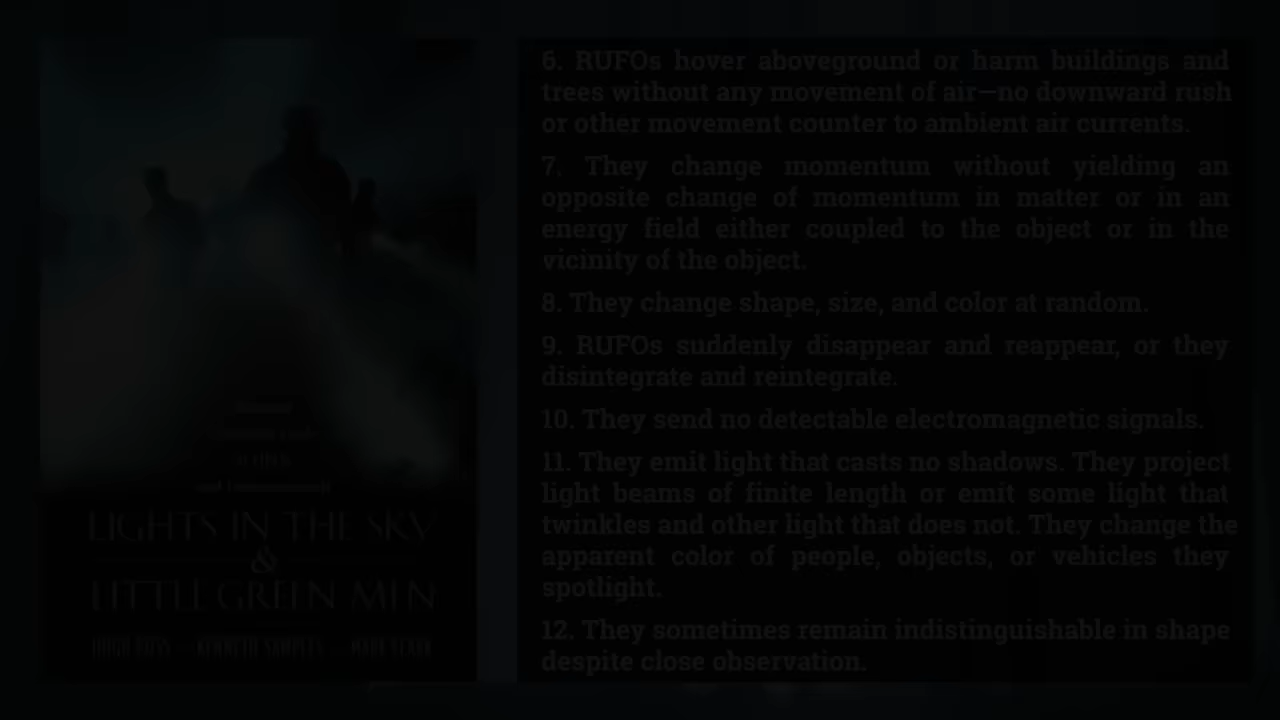 6. RUFOs hover aboveground or harm buildings and
trees without any movement of air—no downward rush
or other movement counter to ambient air currents.
7. They change momentum without yielding an
opposite change of momentum in matter or in an
energy field either coupled to the object or in the
vicinity of the object.
8. They change shape, size, and color at random.
9. RUFOs suddenly disappear and reappear, or they
disintegrate and reintegrate.
10. They send no detectable electromagnetic signals.
11. They emit light that casts no shadows. They project
light beams of finite length or emit some light that
twinkles and other light that does not. They change the
apparent color of people, objects, or vehicles they
spotlight.
12. They sometimes remain indistinguishable in shape
despite close observation.
LIGHTS IN THE SKY
&
LITTLE GREEN MEN
HUGH ROSS KENNETH SAMPLES MARK CLARK